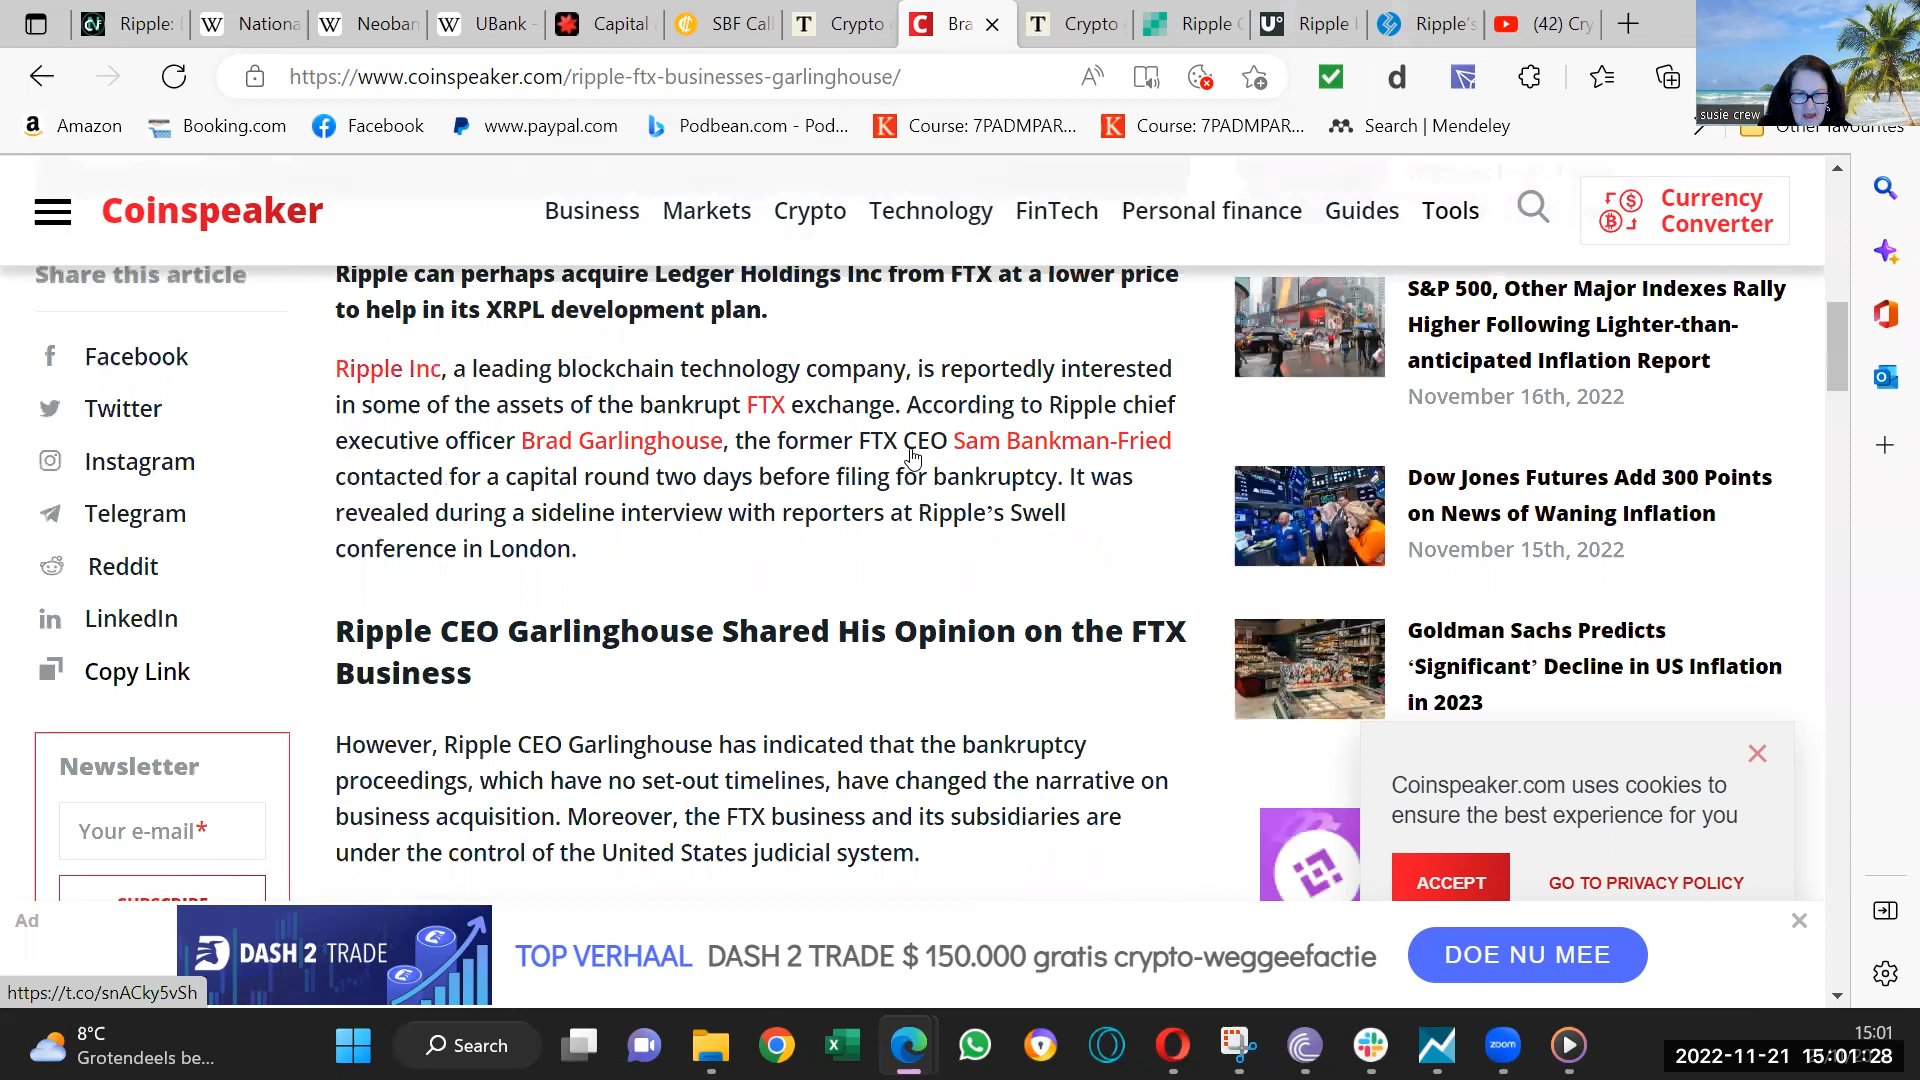 Ripple:
Nationa
Neoban
UBank -
Capital
SBF Call
Crypto
Bra
Crypto
Ripple
Ripple
Ripple's
(42) Cry
https://www.coinspeaker.com/ripple-ftx-businesses-garlinghouse/
susie crew
Amazon
Booking.com
Facebook
www.paypal.com
Podbean.com - Pod...
Course: 7PADMPAR...
Course: 7PADMPAR...
Search | Mendeley
Other favourites
Coinspeaker
Business
Markets
Crypto
Technology
FinTech
Personal finance
Guides
Tools
Currency
Converter
Share this article
Facebook
Twitter
Instagram
Telegram
Reddit
LinkedIn
Copy Link
Newsletter
Your e-mail*
SUBSCRIBE
Ripple can perhaps acquire Ledger Holdings Inc from FTX at a lower price
to help in its XRPL development plan.
Ripple Inc, a leading blockchain technology company, is reportedly interested
in some of the assets of the bankrupt FTX exchange. According to Ripple chief
executive officer Brad Garlinghouse, the former FTX CEO Sam Bankman-Fried
contacted for a capital round two days before filing for bankruptcy. It was
revealed during a sideline interview with reporters at Ripple’s Swell
conference in London.
Ripple CEO Garlinghouse Shared His Opinion on the FTX
Business
However, Ripple CEO Garlinghouse has indicated that the bankruptcy
proceedings, which have no set-out timelines, have changed the narrative on
business acquisition. Moreover, the FTX business and its subsidiaries are
under the control of the United States judicial system.
S&P 500, Other Major Indexes Rally
Higher Following Lighter-than-
anticipated Inflation Report
November 16th, 2022
Dow Jones Futures Add 300 Points
on News of Waning Inflation
November 15th, 2022
Goldman Sachs Predicts
‘Significant’ Decline in US Inflation
in 2023
Coinspeaker.com uses cookies to
ensure the best experience for you
ACCEPT
GO TO PRIVACY POLICY
Ad
DASH 2 TRADE
TOP VERHAAL DASH 2 TRADE $ 150.000 gratis crypto-weggeefactie
DOE NU MEE
https://t.co/snACky5vSh
8°C
Grotendeels be...
Search
zoom
15:01
2022-11-21 15:01:28